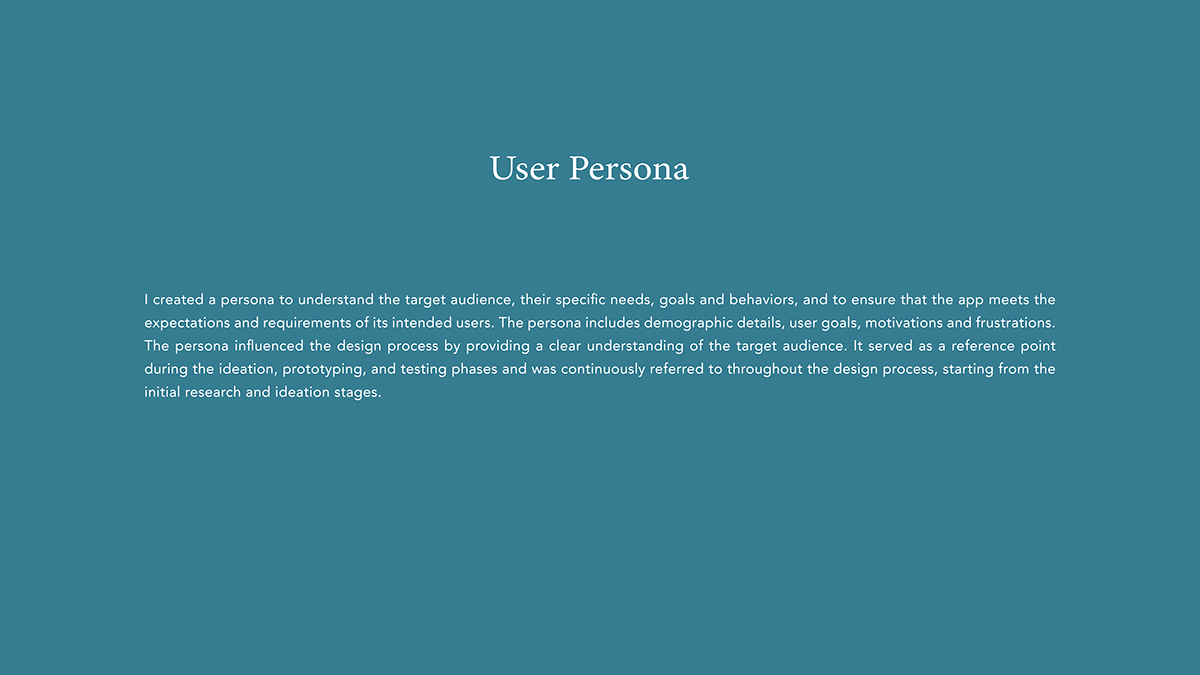 User Persona
I created a persona to understand the target audience, their specific needs, goals and behaviors, and to ensure that the app meets the
expectations and requirements of its intended users. The persona includes demographic details, user goals, motivations and frustrations.
The persona influenced the design process by providing a clear understanding of the target audience. It served as a reference point
during the ideation, prototyping, and testing phases and was continuously referred to throughout the design process, starting from the
initial research and ideation stages.